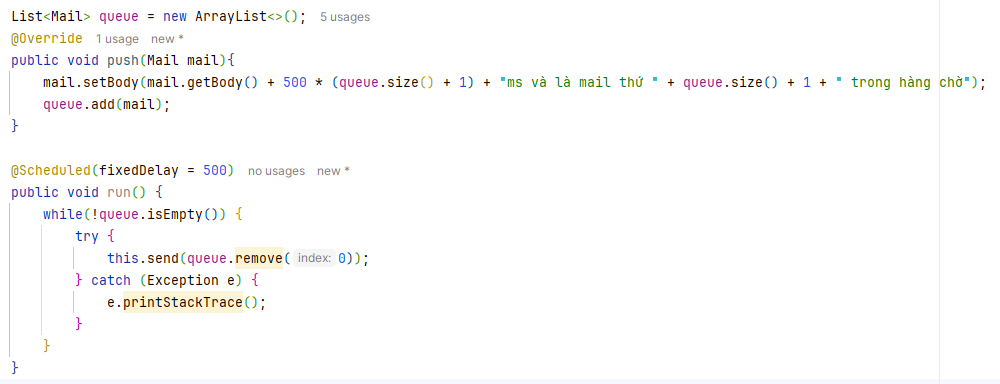 List<Mail> queue = new ArrayList<>(); 5 usages
@Override 1 usage new *
public void push(Mail mail){
    mail.setBody(mail.getBody() + 500 * (queue.size() + 1) + "ms và là mail thứ " + queue.size() + 1 + " trong hàng chờ");
    queue.add(mail);
}
@Scheduled(fixedDelay = 500) no usages new *
public void run() {
    while(!queue.isEmpty()) {
        try {
            this.send(queue.remove( index: 0));
        } catch (Exception e) {
            e.printStackTrace();
        }
    }
}